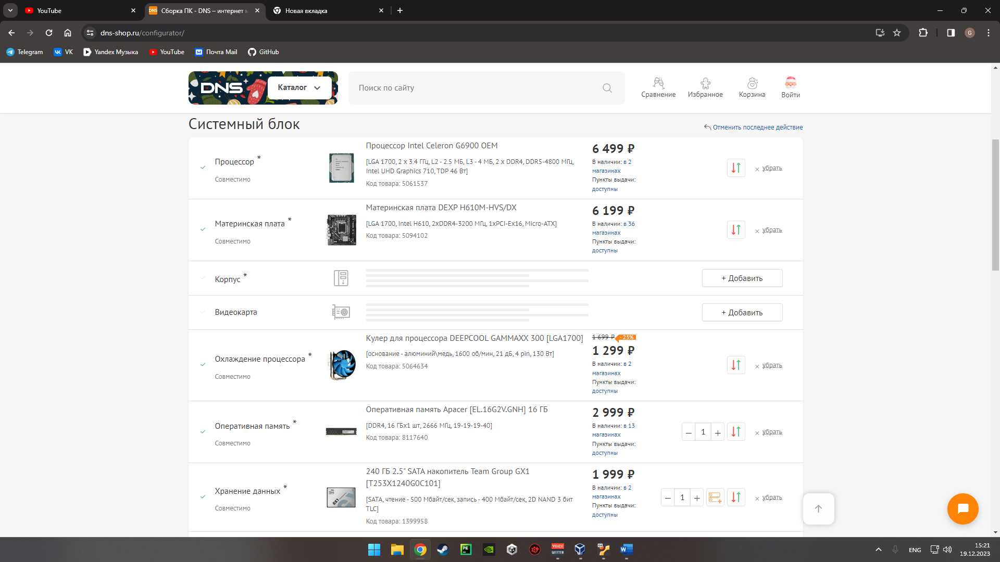 YouTube
Сборка ПК - DNS – интернет м
Новая вкладка
dns-shop.ru/configurator/
G
Telegram
VK
Yandex Музыка
YouTube
Почта Mail
GitHub
DNS
Каталог
Поиск по сайту
Сравнение
Избранное
Корзина
Войти
Системный блок
Отменить последнее действие
Процессор *
Совместимо
Процессор Intel Celeron G6900 OEM
[LGA 1700, 2 x 3.4 ГГц, L2 - 2.5 МБ, L3 - 4 МБ, 2 x DDR4, DDR5-4800 МГц,
Intel UHD Graphics 710, TDP 46 Вт]
Код товара: 5061537
6 499 ₽
В наличии: в 2
магазинах
Пункты выдачи:
доступны
× убрать
Материнская плата *
Совместимо
Материнская плата DEXP H610M-HVS/DX
[LGA 1700, Intel H610, 2xDDR4-3200 МГц, 1xPCI-Ex16, Micro-ATX]
Код товара: 5094102
6 199 ₽
В наличии: в 36
магазинах
Пункты выдачи:
доступны
× убрать
Корпус *
+ Добавить
Видеокарта
+ Добавить
Охлаждение процессора *
Совместимо
Кулер для процессора DEEPCOOL GAMMAXX 300 [LGA1700]
[основание - алюминий\медь, 1600 об/мин, 21 дБ, 4 pin, 130 Вт]
Код товара: 5064634
1 699 ₽ - 23%
1 299 ₽
В наличии: в 2
магазинах
Пункты выдачи:
доступны
× убрать
Оперативная память *
Совместимо
Оперативная память Apacer [EL.16G2V.GNH] 16 ГБ
[DDR4, 16 ГБx1 шт, 2666 МГц, 19-19-19-40]
Код товара: 8117640
2 999 ₽
В наличии: в 13
магазинах
Пункты выдачи:
доступны
– 1 +
× убрать
Хранение данных *
Совместимо
240 ГБ 2.5" SATA накопитель Team Group GX1
[T253X1240G0C101]
[SATA, чтение - 500 Мбайт/сек, запись - 400 Мбайт/сек, 2D NAND 3 бит
TLC]
Код товара: 1399958
1 999 ₽
В наличии: в 2
магазинах
Пункты выдачи:
доступны
– 1 +
× убрать
GX1
PE
VOICE
MEETER
W
ENG
15:21
19.12.2023